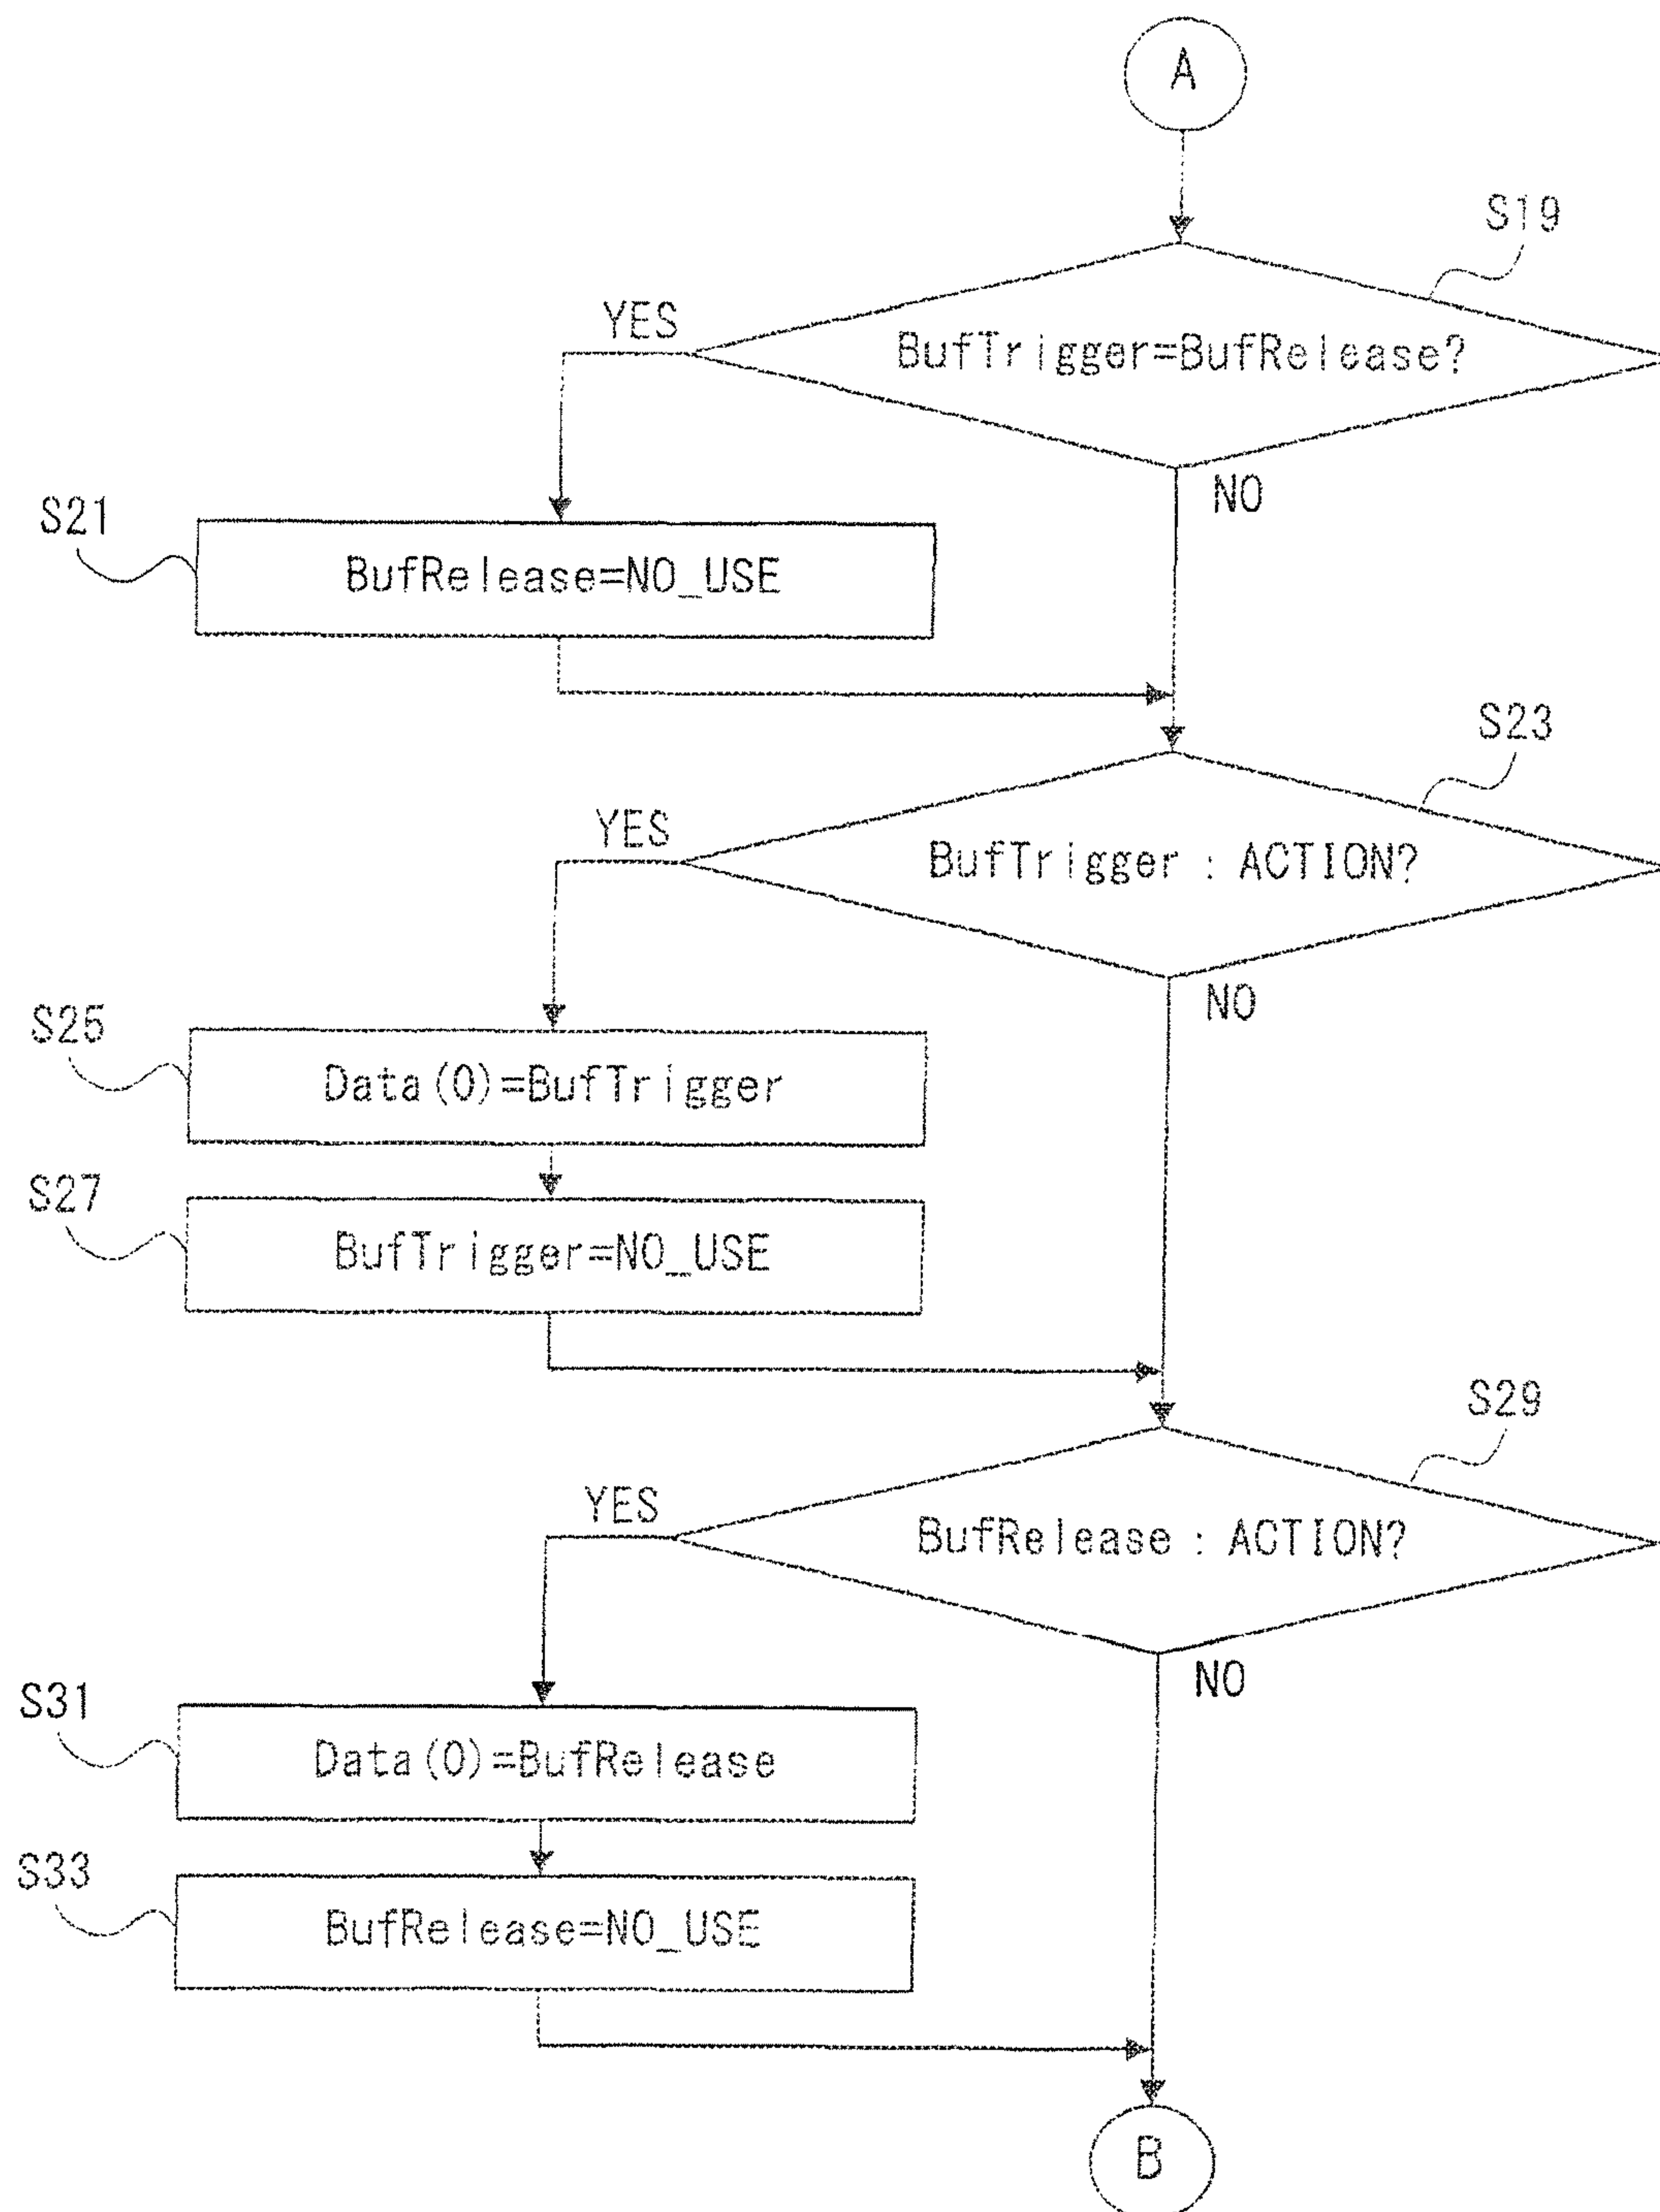 A
S19
YES
BufTrigger=BufRelease?
NO
S21
BufRelease=NO_USE
S23
YES
BufTrigger : ACTION?
NO
S25
Data(0)=BufTrigger
S27
BufTrigger=NO_USE
S29
YES
BufRelease : ACTION?
NO
S31
Data(0)=BufRelease
S33
BufRelease=NO_USE
B